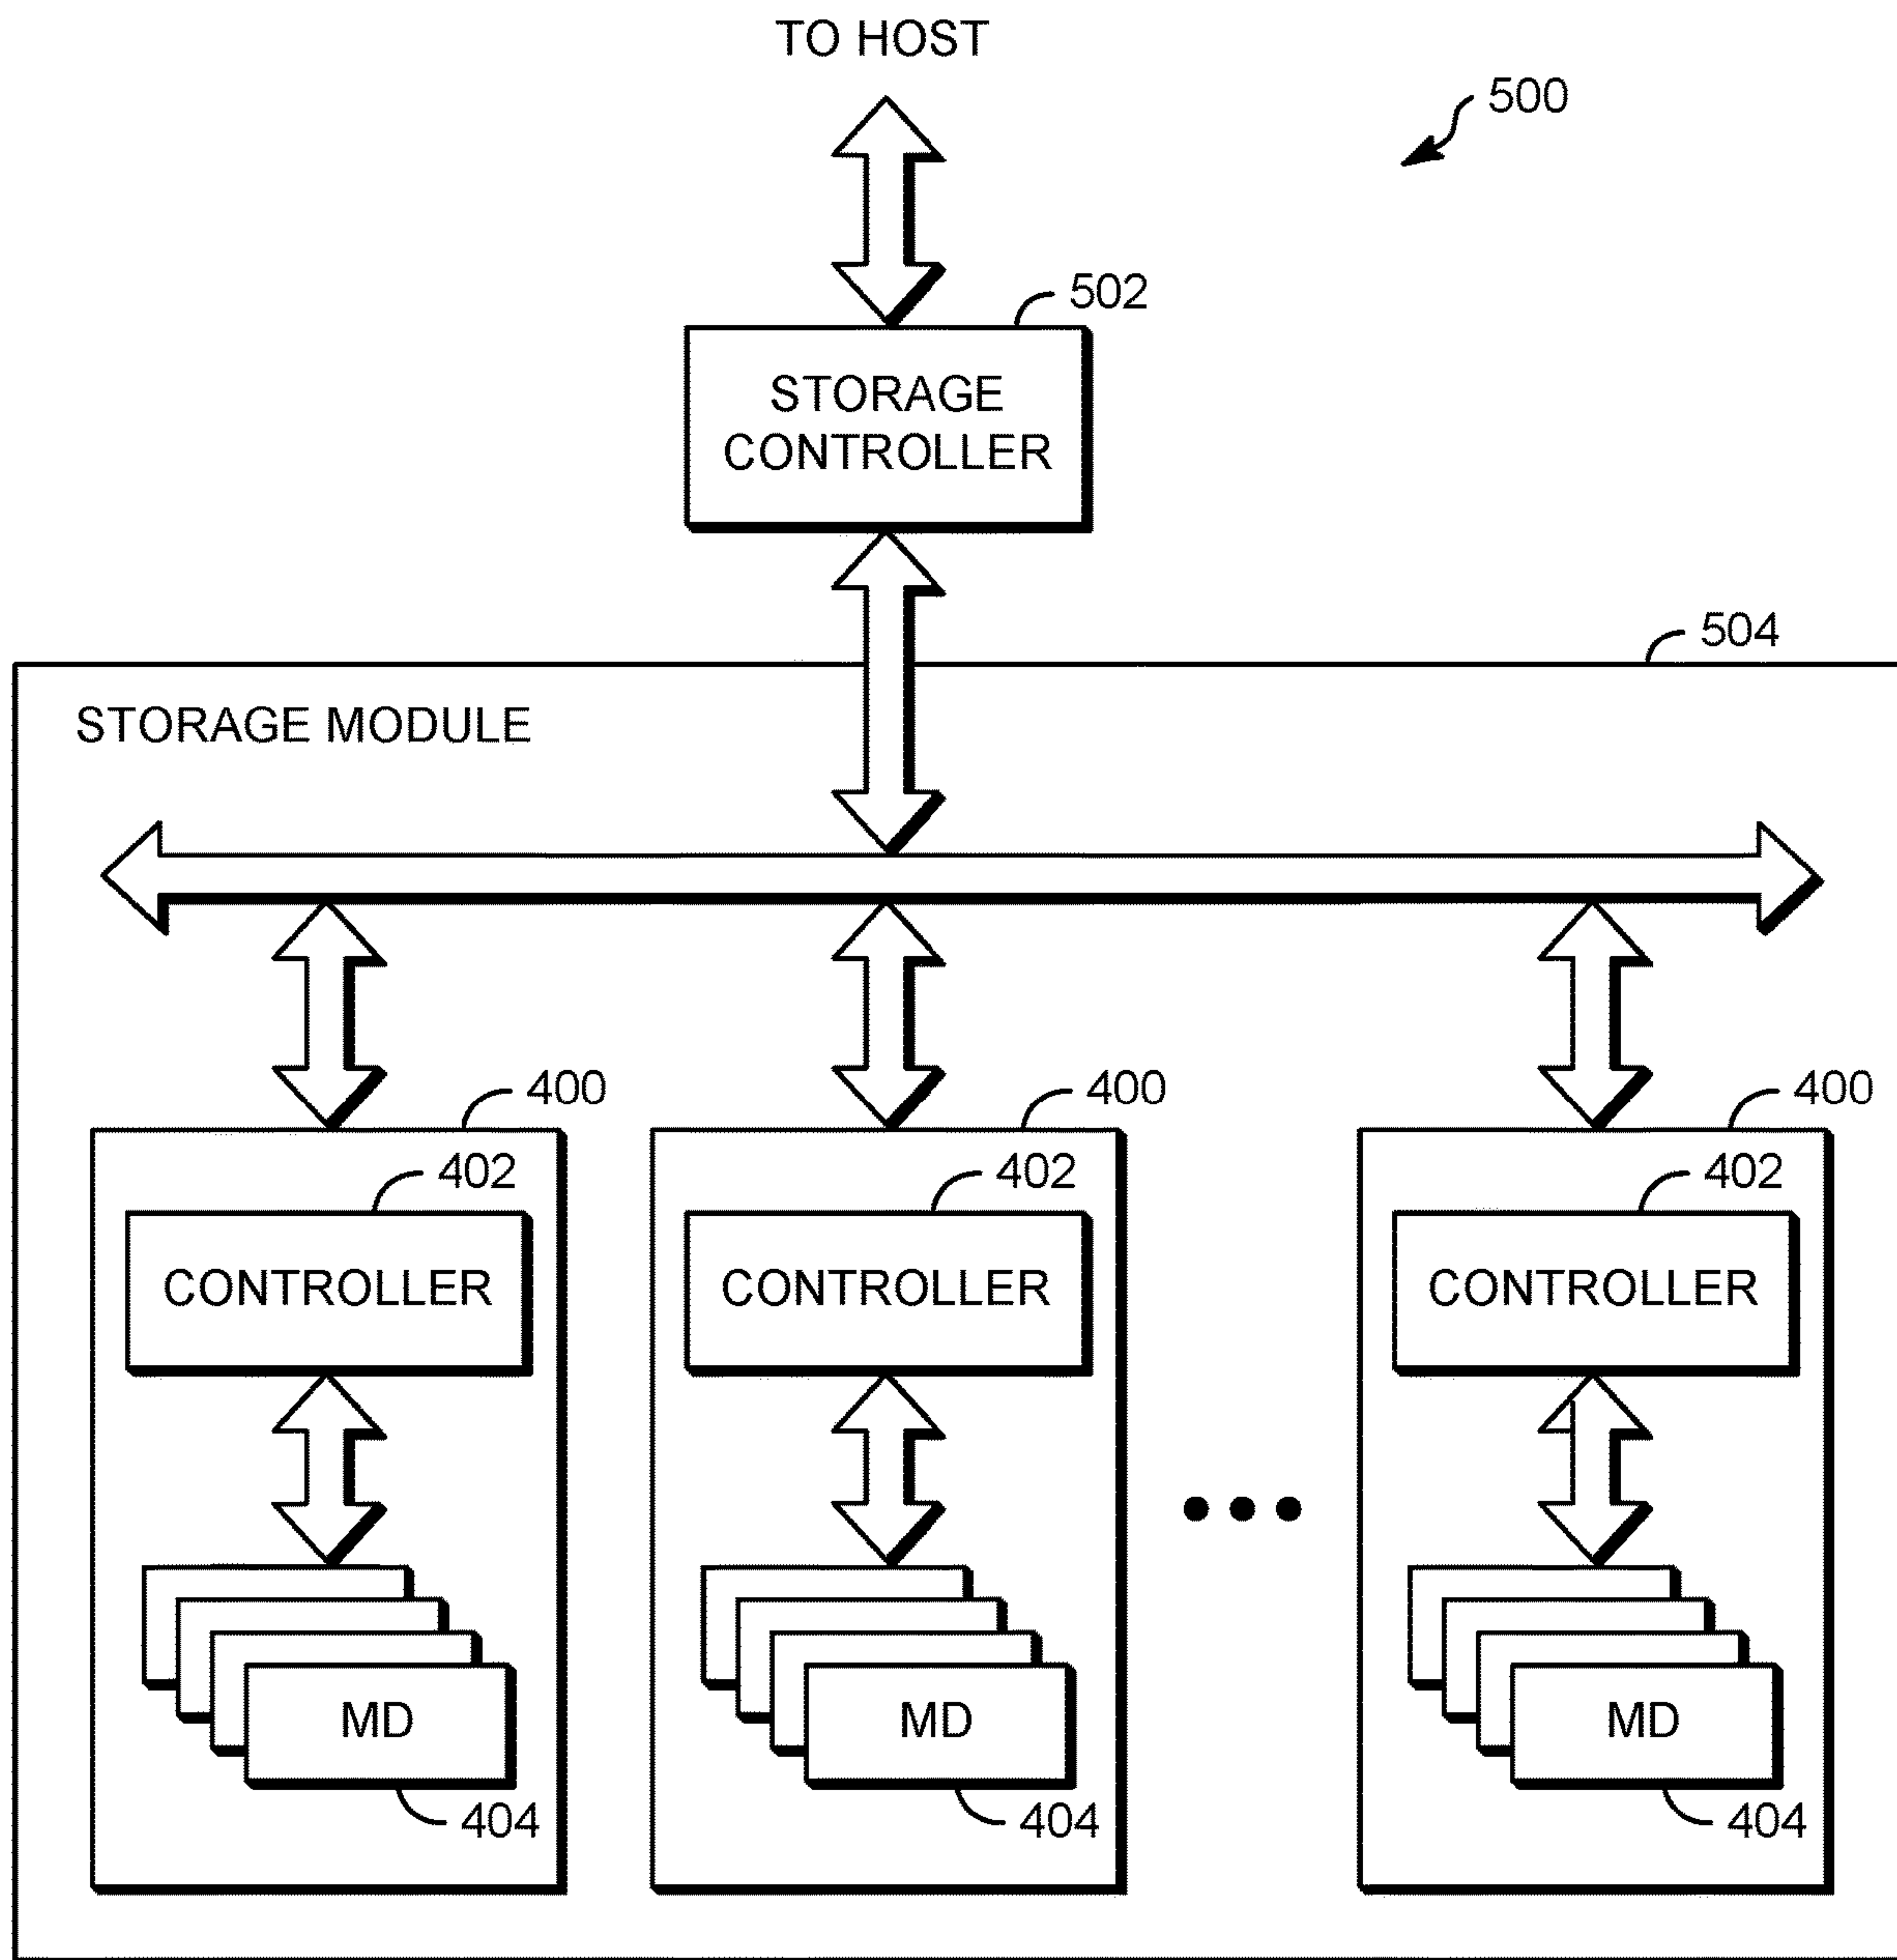 TO HOST
500
502
STORAGE
CONTROLLER
504
STORAGE MODULE
400
400
400
402
402
402
CONTROLLER
CONTROLLER
CONTROLLER
MD
MD
MD
404
404
404